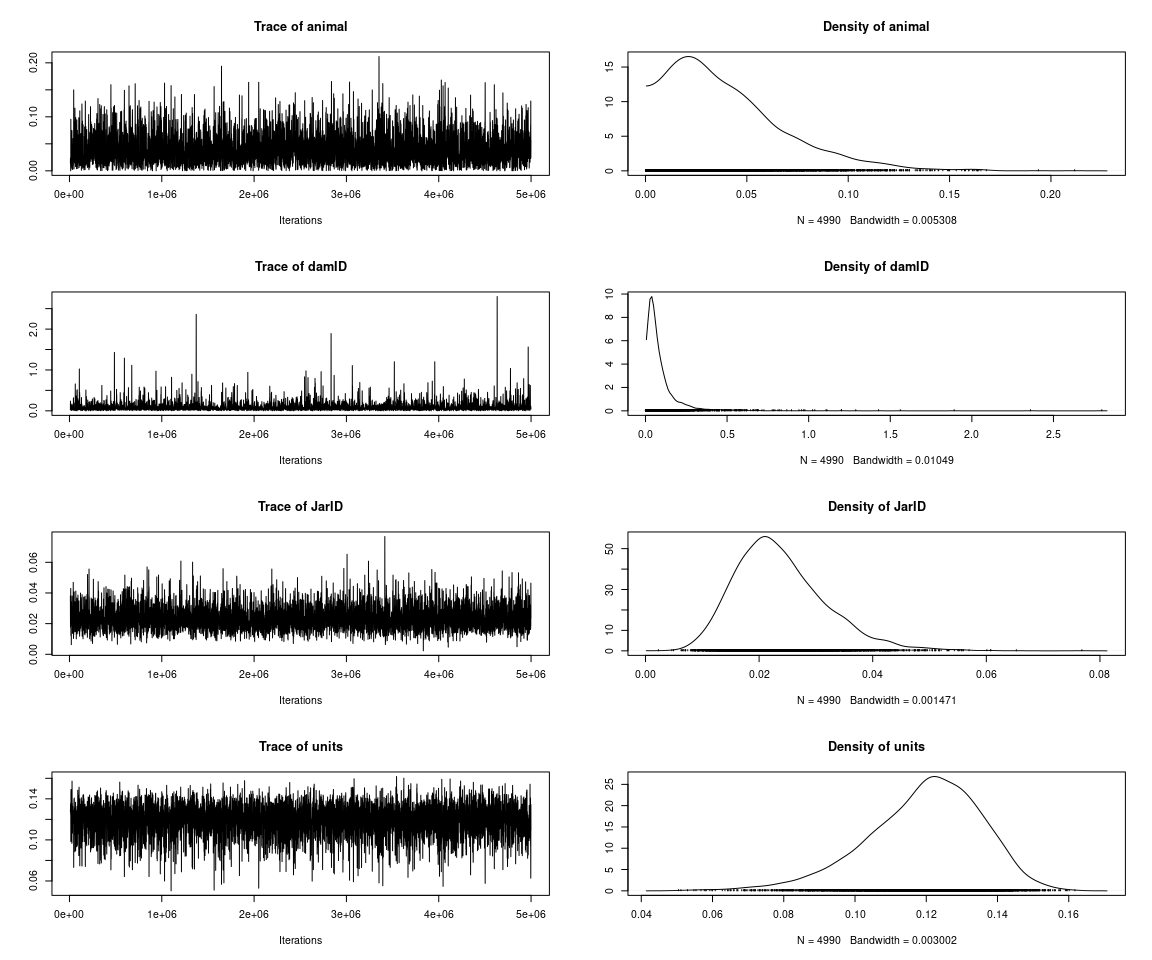 Trace of animal
0.20
0.10
0.00
0e+00 1e+06 2e+06 3e+06 4e+06 5e+06
Iterations
Density of animal
15
10
5
0
0.00 0.05 0.10 0.15 0.20
N = 4990 Bandwidth = 0.005308
Trace of damID
2.0
1.0
0.0
0e+00 1e+06 2e+06 3e+06 4e+06 5e+06
Iterations
Density of damID
10
8
6
4
2
0
0.0 0.5 1.0 1.5 2.0 2.5
N = 4990 Bandwidth = 0.01049
Trace of JarID
0.06
0.04
0.02
0.00
0e+00 1e+06 2e+06 3e+06 4e+06 5e+06
Iterations
Density of JarID
50
30
10
0
0.00 0.02 0.04 0.06 0.08
N = 4990 Bandwidth = 0.001471
Trace of units
0.14
0.10
0.06
0e+00 1e+06 2e+06 3e+06 4e+06 5e+06
Iterations
Density of units
25
20
15
10
5
0
0.04 0.06 0.08 0.10 0.12 0.14 0.16
N = 4990 Bandwidth = 0.003002